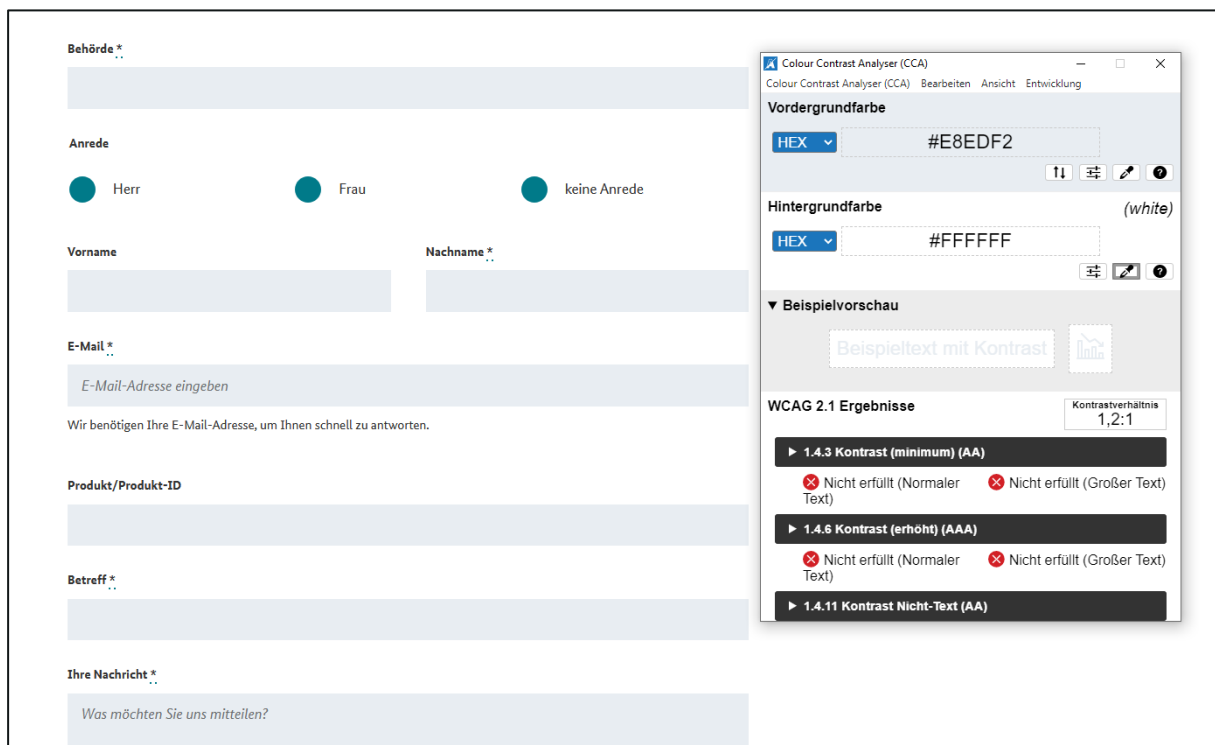 Behörde *
Anrede
Herr
Frau
keine Anrede
Vorname
Nachname *
E-Mail *
E-Mail-Adresse eingeben
Wir benötigen Ihre E-Mail-Adresse, um Ihnen schnell zu antworten.
Produkt/Produkt-ID
Betreff *
Ihre Nachricht *
Was möchten Sie uns mitteilen?
Colour Contrast Analyser (CCA)
Colour Contrast Analyser (CCA) Bearbeiten Ansicht Entwicklung
Vordergrundfarbe
HEX
#E8EDF2
Hintergrundfarbe
(white)
HEX
#FFFFFF
▼ Beispielvorschau
Beispieltext mit Kontrast
WCAG 2.1 Ergebnisse
Kontrastverhältnis
1,2:1
▶ 1.4.3 Kontrast (minimum) (AA)
Nicht erfüllt (Normaler
Text)
Nicht erfüllt (Großer Text)
▶ 1.4.6 Kontrast (erhöht) (AAA)
Nicht erfüllt (Normaler
Text)
Nicht erfüllt (Großer Text)
▶ 1.4.11 Kontrast Nicht-Text (AA)